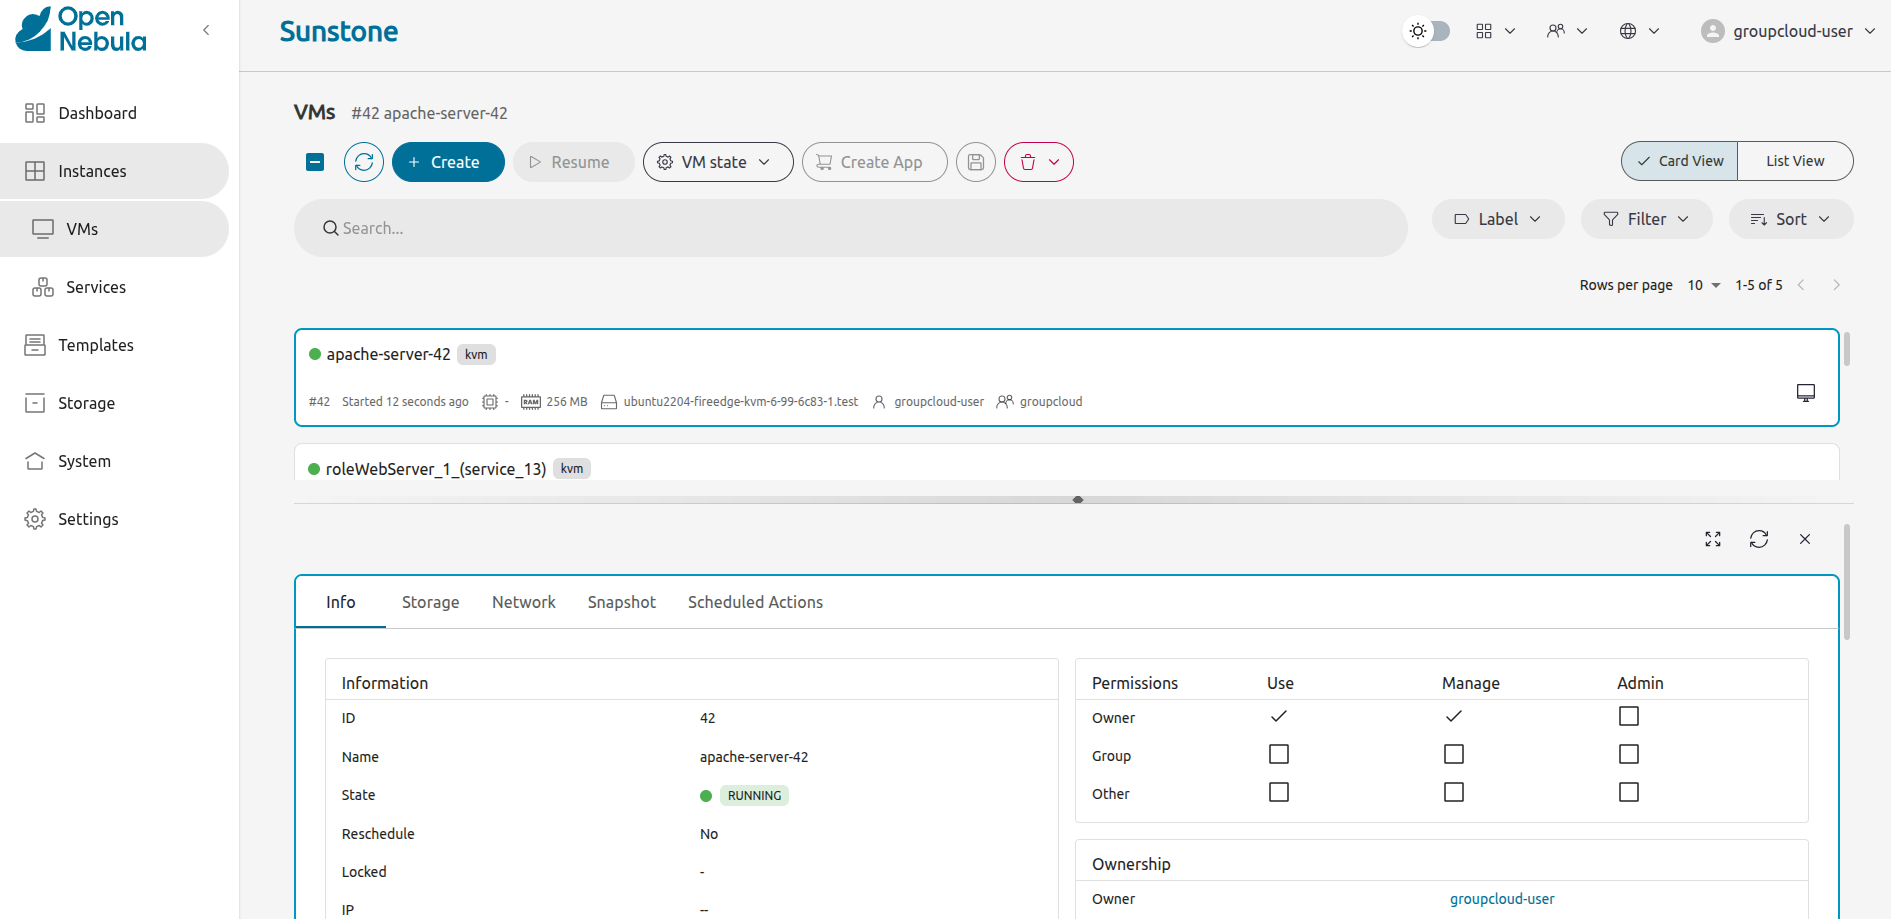 Open
Nebula
Sunstone
groupcloud-user
Dashboard
Instances
VMs
Services
Templates
Storage
System
Settings
VMs #42 apache-server-42
+ Create Resume VM state Create App Card View List View
Search... Label Filter Sort
Rows per page 10 1-5 of 5
apache-server-42 kvm
#42 Started 12 seconds ago - RAM 256 MB ubuntu2204-fireedge-kvm-6-99-6c83-1.test groupcloud-user groupcloud
roleWebServer_1_(service_13) kvm
Info Storage Network Snapshot Scheduled Actions
Information
ID 42
Name apache-server-42
State RUNNING
Reschedule No
Locked -
IP --
Permissions Use Manage Admin
Owner
Group
Other
Ownership
Owner groupcloud-user